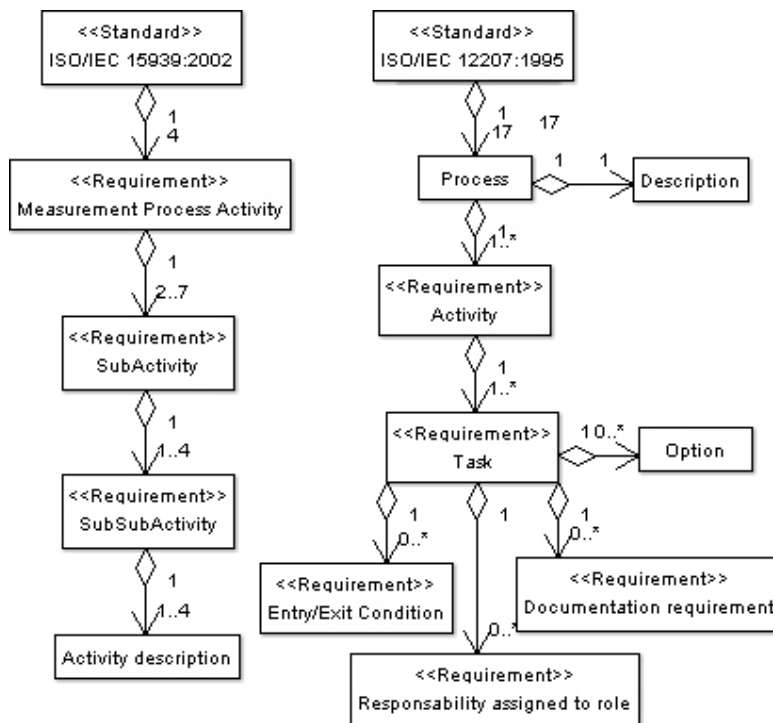 <<Standard>>
ISO/IEC 15939:2002
1
4
<<Requirement>>
Measurement Process Activity
1
2..7
<<Requirement>>
SubActivity
1
1..4
<<Requirement>>
SubSubActivity
1
1..4
Activity description
<<Standard>>
ISO/IEC 12207:1995
1
17
17
Process
1
1
Description
1
1..*
<<Requirement>>
Activity
1
1..*
<<Requirement>>
Task
1 0..*
Option
1
0..*
<<Requirement>>
Entry/Exit Condition
1
0..*
<<Requirement>>
Responsability assigned to role
1
0..*
<<Requirement>>
Documentation requirement